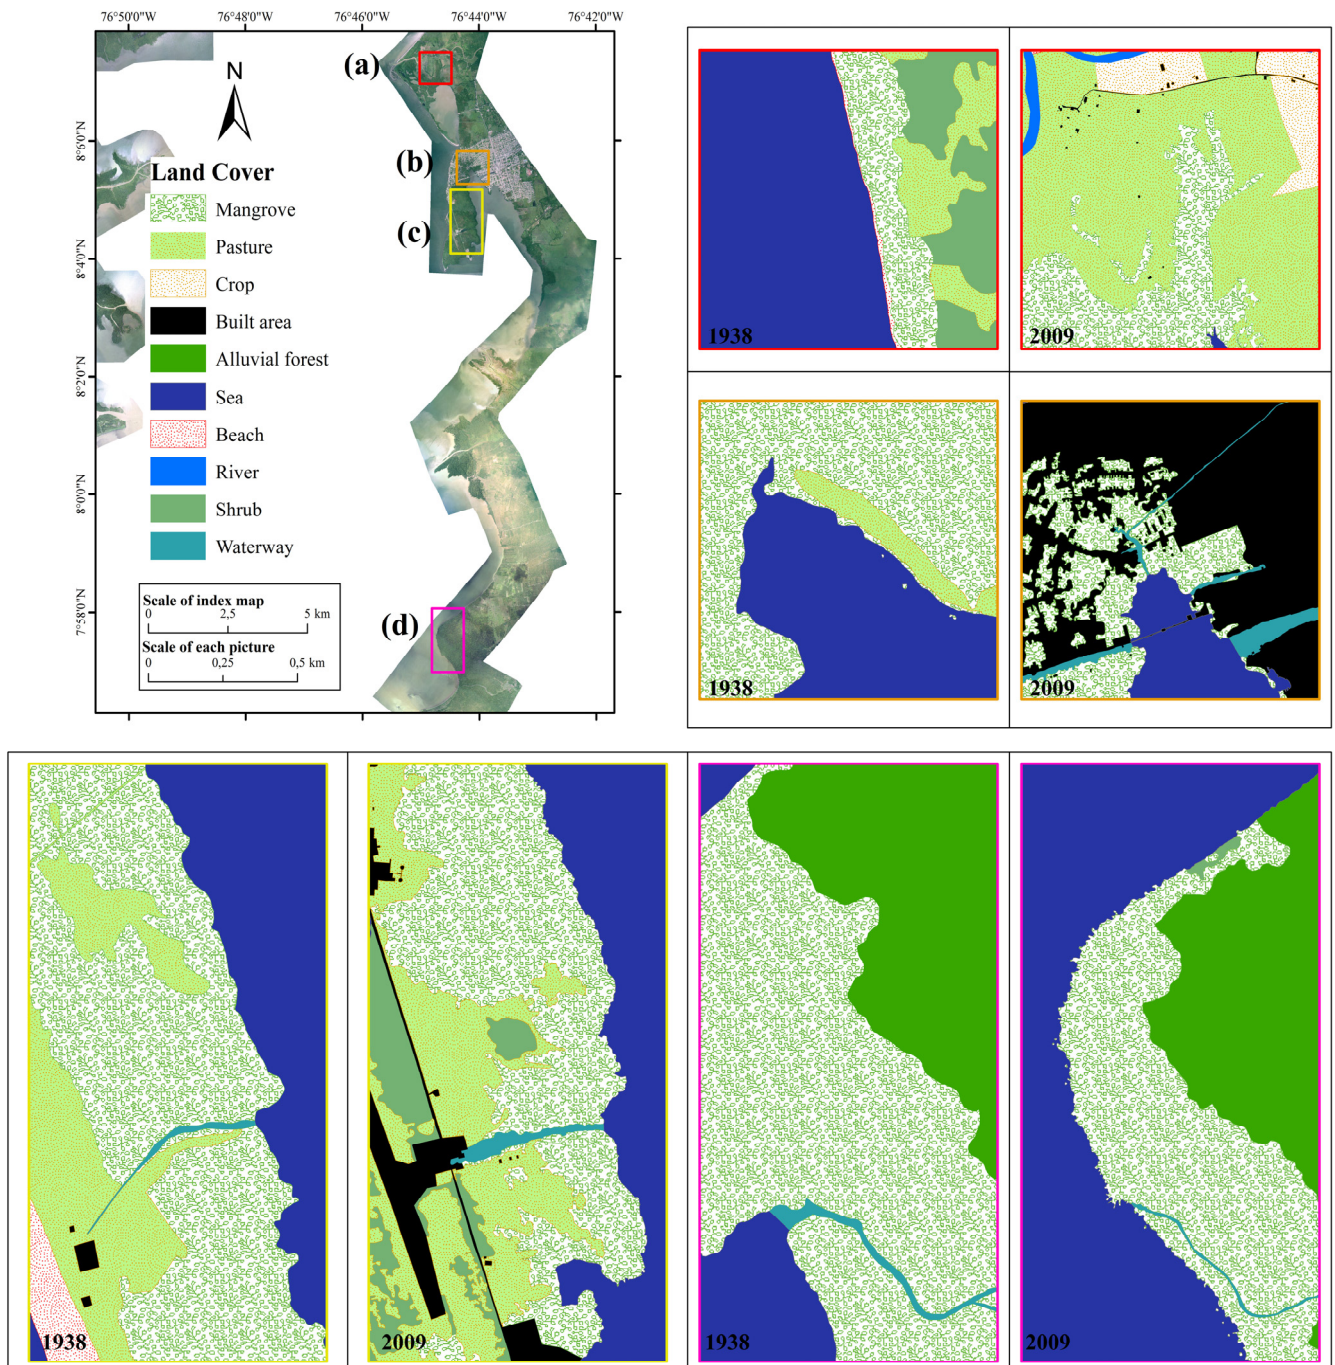 76°50'0"W 76°48'0"W 76°46'0"W 76°44'0"W 76°42'0"W
(a)
N
8°5'0"N
(b)
Land Cover
Mangrove
(c)
Pasture
8°4'0"N
Crop
Built area
1938
2009
Alluvial forest
8°2'0"N
Sea
Beach
River
8°0'0"N
Shrub
Waterway
Scale of index map
0 2,5 5 km
7°58'0"N
(d)
Scale of each picture
0 0,25 0,5 km
1938
2009
1938
2009
1938
2009